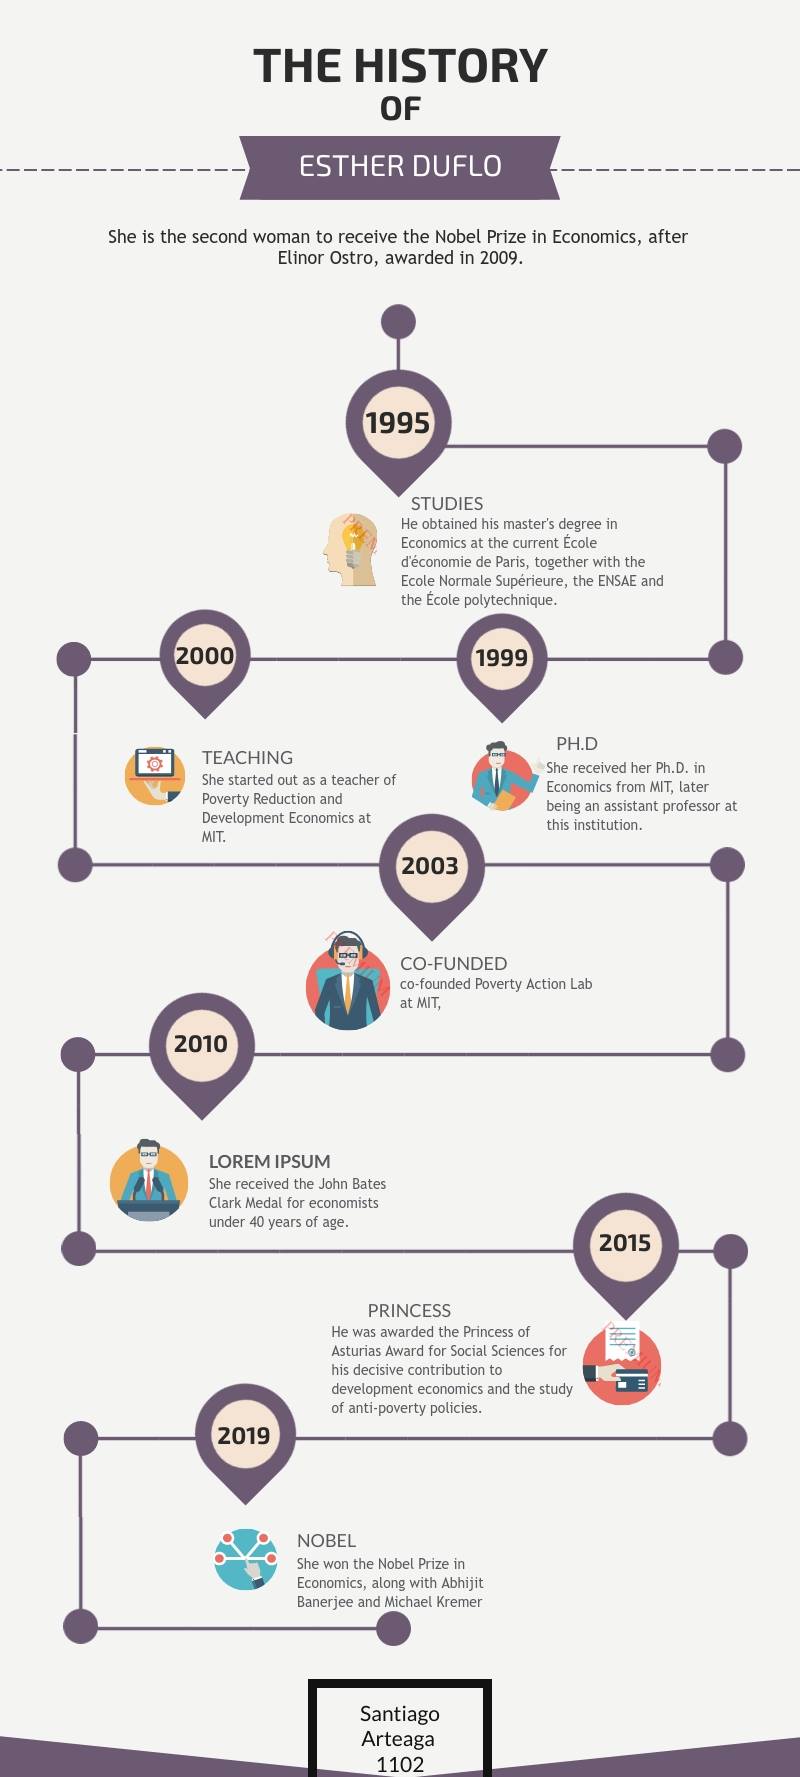 THE HISTORY
OF
ESTHER DUFLO
She is the second woman to receive the Nobel Prize in Economics, after
Elinor Ostro, awarded in 2009.
1995
STUDIES
He obtained his master's degree in
Economics at the current École
d'économie de Paris, together with the
Ecole Normale Supérieure, the ENSAE and
the École polytechnique.
1999
PH.D
She received her Ph.D. in
Economics from MIT, later
being an assistant professor at
this institution.
2000
TEACHING
She started out as a teacher of
Poverty Reduction and
Development Economics at
MIT.
2003
CO-FUNDED
co-founded Poverty Action Lab
at MIT,
2010
LOREM IPSUM
She received the John Bates
Clark Medal for economists
under 40 years of age.
2015
PRINCESS
He was awarded the Princess of
Asturias Award for Social Sciences for
his decisive contribution to
development economics and the study
of anti-poverty policies.
2019
NOBEL
She won the Nobel Prize in
Economics, along with Abhijit
Banerjee and Michael Kremer
Santiago
Arteaga
1102